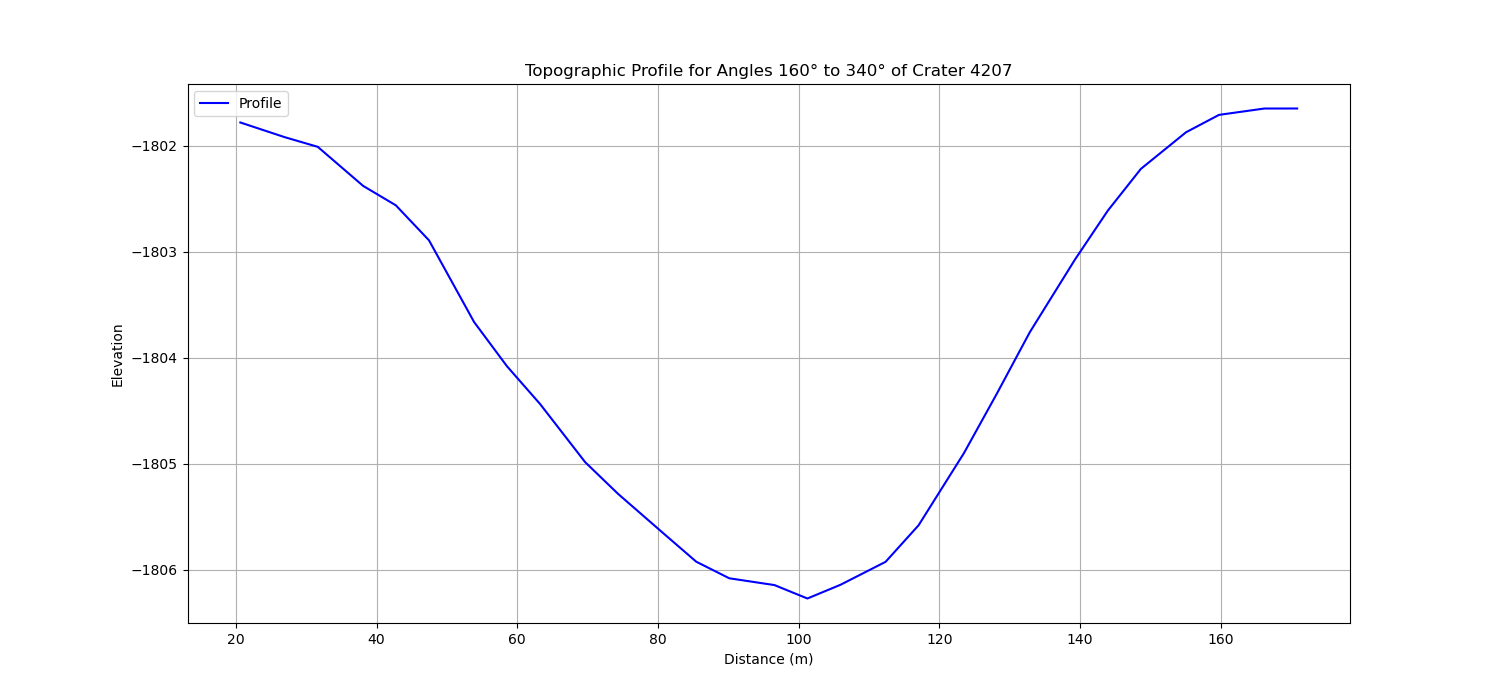 Topographic Profile for Angles 160° to 340° of Crater 4207
Profile
−1802
−1803
−1804
−1805
−1806
Elevation
20 40 60 80 100 120 140 160
Distance (m)